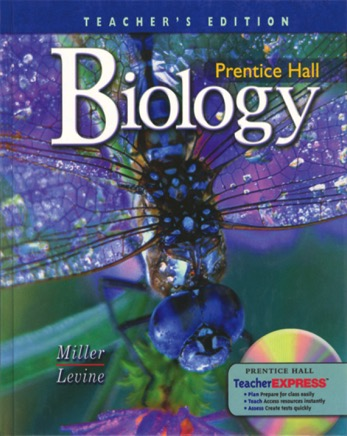 TEACHER'S EDITION
Prentice Hall
Biology
Miller
Levine
PRENTICE HALL
TeacherEXPRESS™
• Plan Prepare for class easily
• Teach Access resources instantly
• Assess Create tests quickly